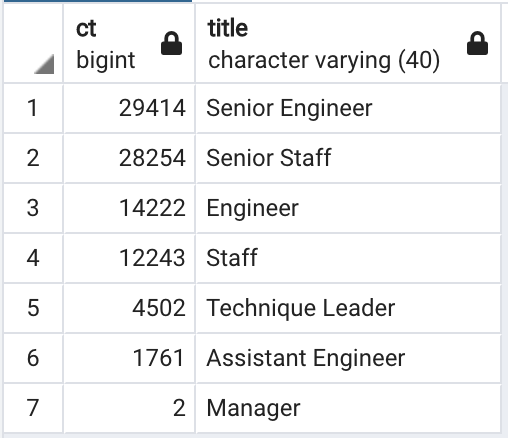 ct title
bigint character varying (40)
1 29414 Senior Engineer
2 28254 Senior Staff
3 14222 Engineer
4 12243 Staff
5 4502 Technique Leader
6 1761 Assistant Engineer
7 2 Manager